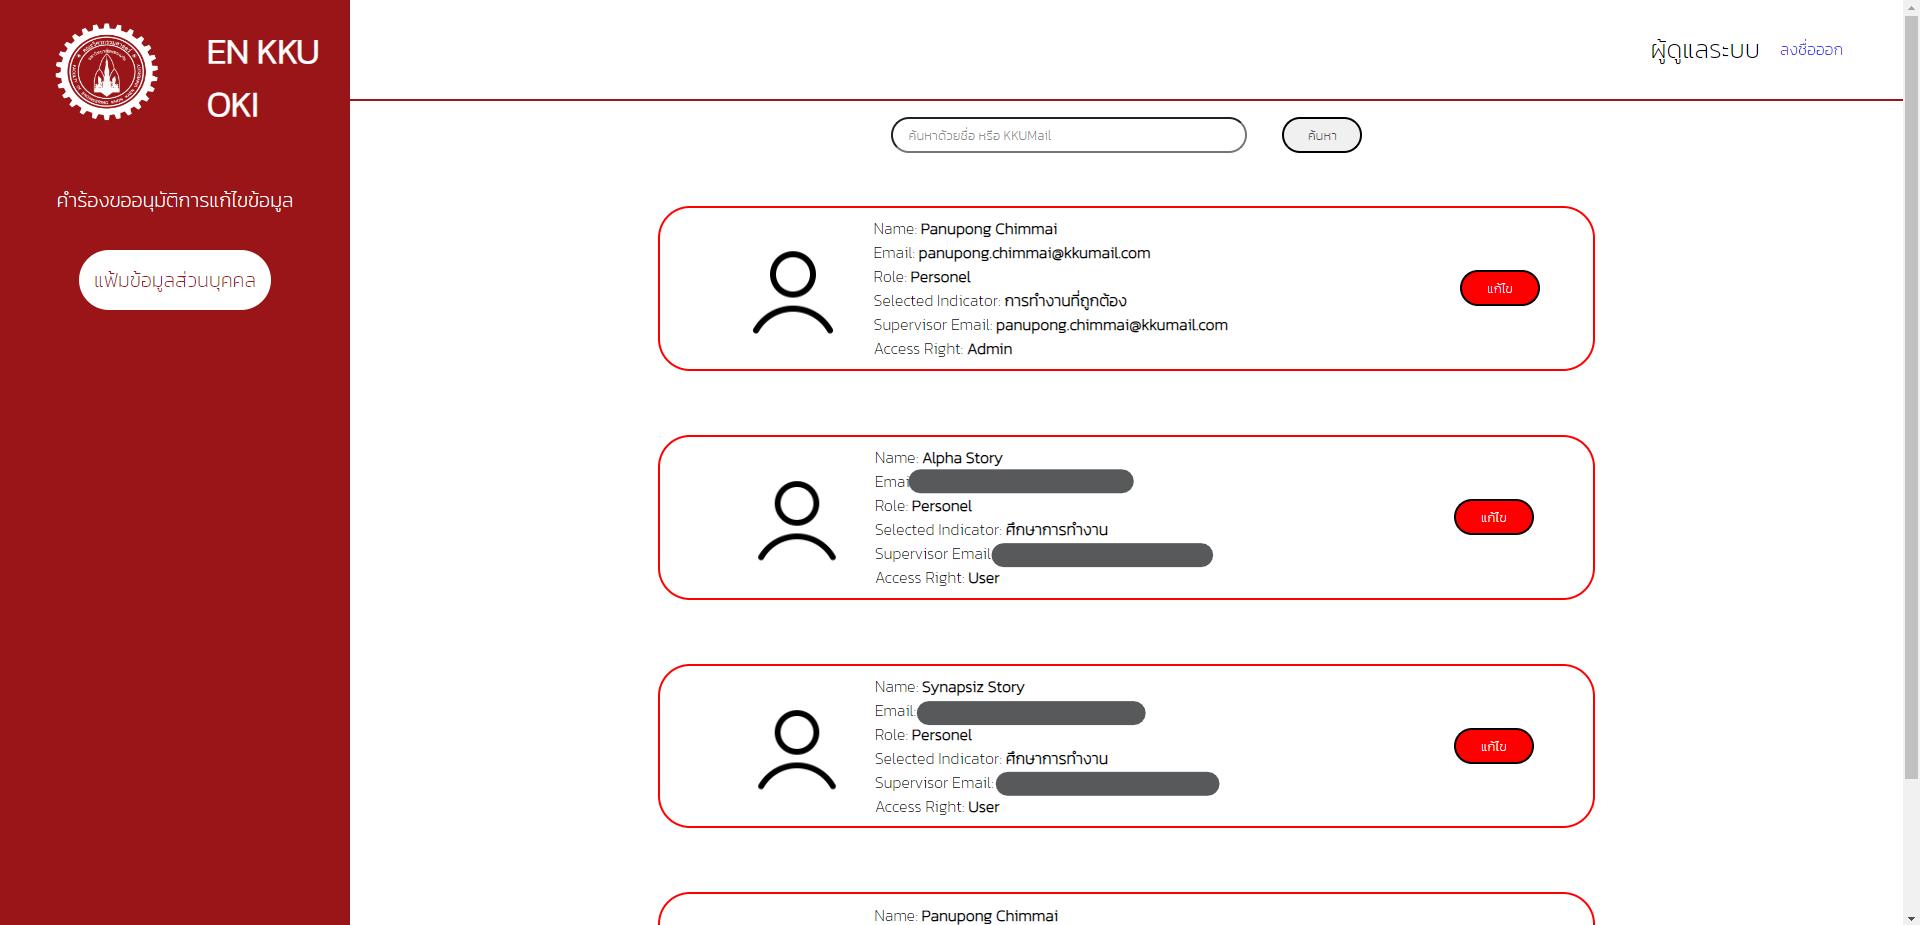 EN KKU
OKI
คำร้องขออนุมัติการแก้ไขข้อมูล
แฟ้มข้อมูลส่วนบุคคล
ผู้ดูแลระบบ ลงชื่อออก
ค้นหาด้วยชื่อ หรือ KKUMail ค้นหา
Name: Panupong Chimmai
Email: panupong.chimmai@kkumail.com
Role: Personel
Selected Indicator: การทำงานที่ถูกต้อง
Supervisor Email: panupong.chimmai@kkumail.com
Access Right: Admin
แก้ไข
Name: Alpha Story
Emai
Role: Personel
Selected Indicator: ศึกษาการทำงาน
Supervisor Email
Access Right: User
แก้ไข
Name: Synapsiz Story
Email:
Role: Personel
Selected Indicator: ศึกษาการทำงาน
Supervisor Email:
Access Right: User
แก้ไข
Name: Panupong Chimmai